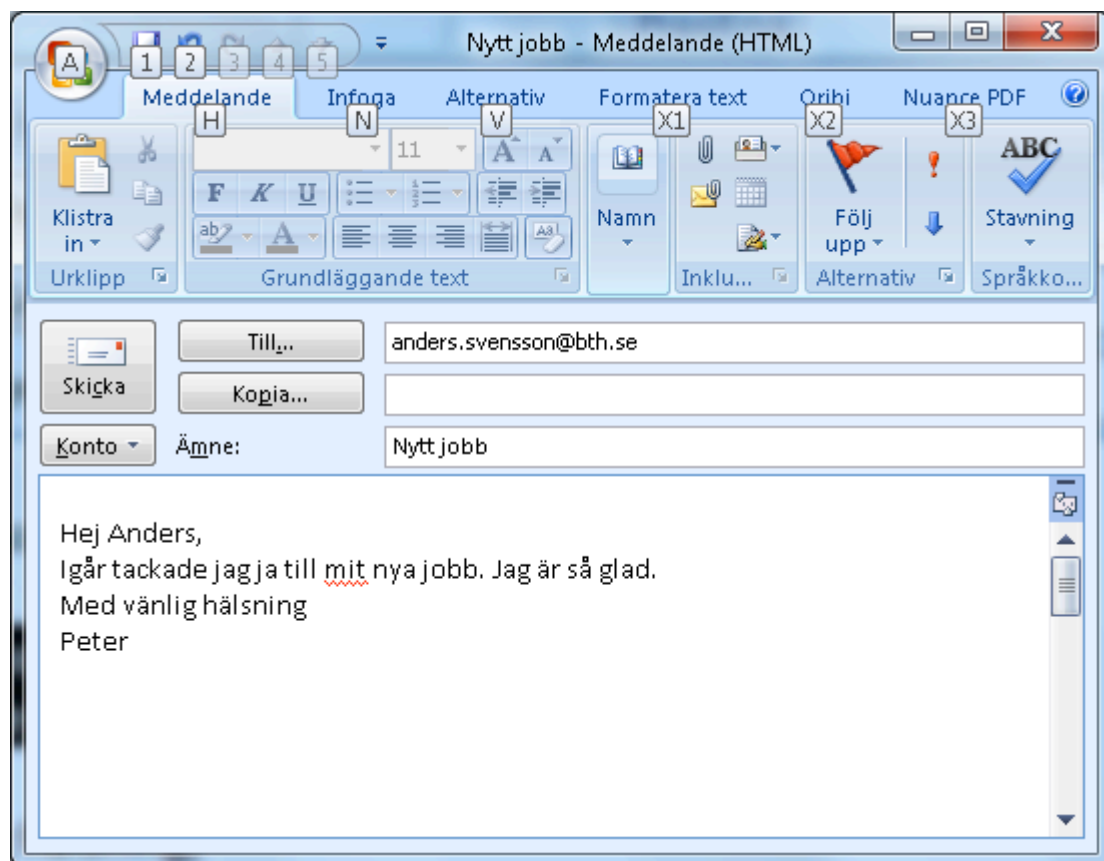 Nytt jobb - Meddelande (HTML)
A 1 2 3 4 5
Meddelande Infoga Alternativ Formatera text Oribi Nuance PDF
H N V X1 X2 X3
11 A A
F K U
ab A Aa
Klistra in
Namn
Följ upp
ABC
Stavning
Urklipp Grundläggande text Inklu... Alternativ Språkko...
Skicka
Till... anders.svensson@bth.se
Kopia...
Konto Ämne: Nytt jobb
Hej Anders,
Igår tackade jag ja till mit nya jobb. Jag är så glad.
Med vänlig hälsning
Peter